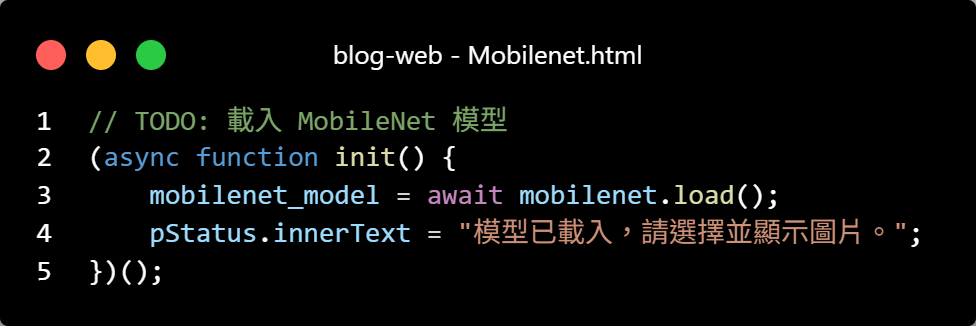 blog-web - Mobilenet.html
1 // TODO: 載入 MobileNet 模型
2 (async function init() {
3     mobilenet_model = await mobilenet.load();
4     pStatus.innerText = "模型已載入，請選擇並顯示圖片。";
5 })();